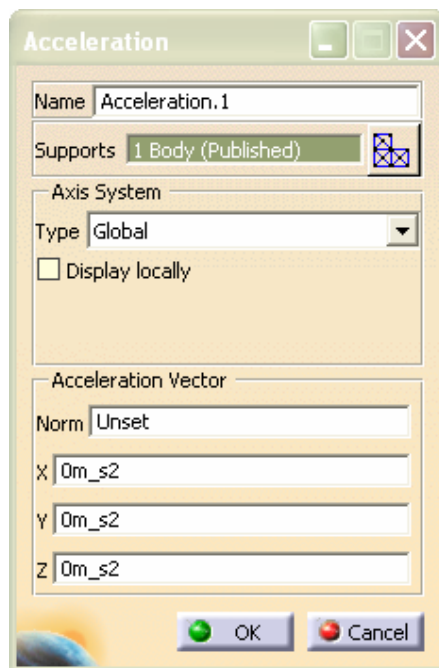 Acceleration
Name Acceleration.1
Supports 1 Body (Published)
Axis System
Type Global
Display locally
Acceleration Vector
Norm Unset
X 0m_s2
Y 0m_s2
Z 0m_s2
OK Cancel